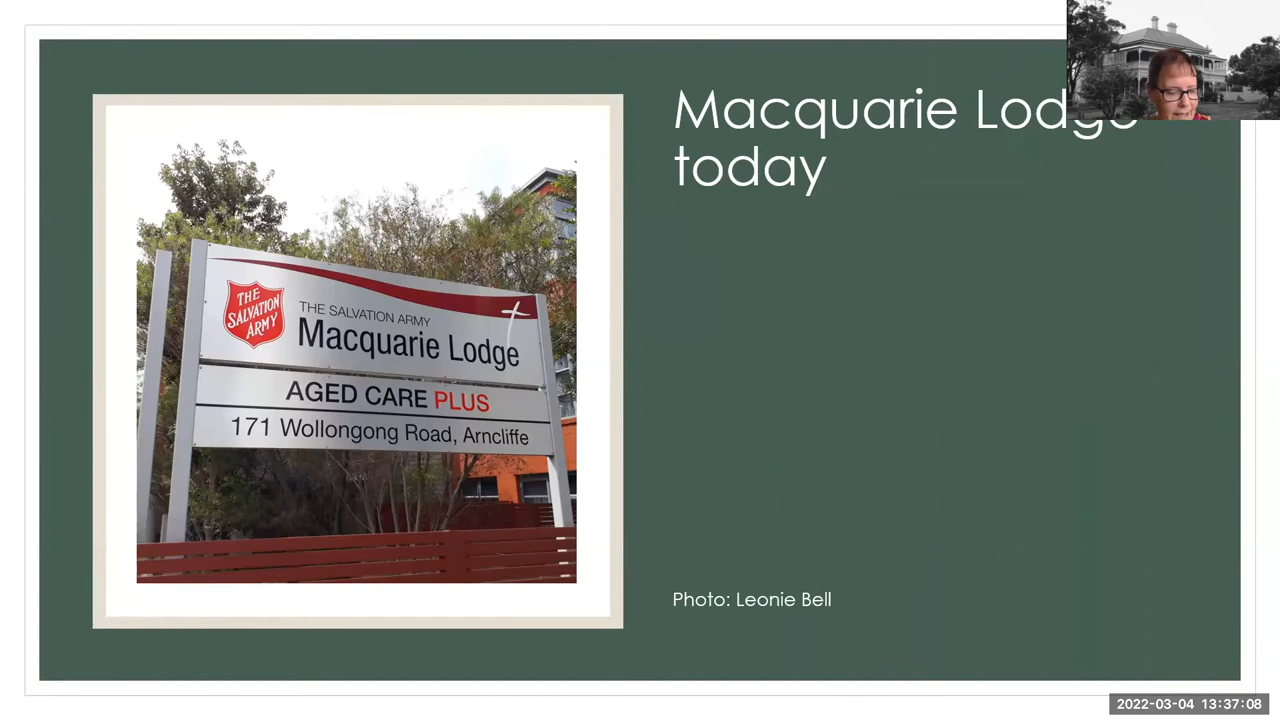 Macquarie Lodge
today
THE
SALVATION
ARMY
THE SALVATION ARMY
Macquarie Lodge
AGED CARE PLUS
171 Wollongong Road, Arncliffe
Photo: Leonie Bell
2022-03-04 13:37:08